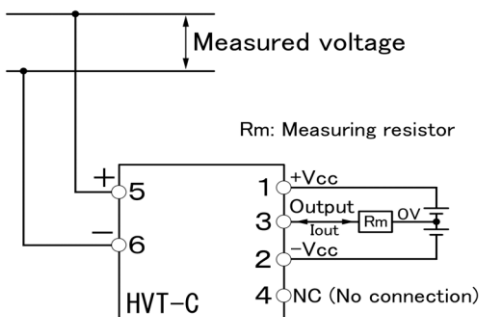 Measured voltage
Rm: Measuring resistor
+ 5
1 +Vcc
3 Output
Iout
Rm
0V
- 6
2 -Vcc
4 NC (No connection)
HVT-C